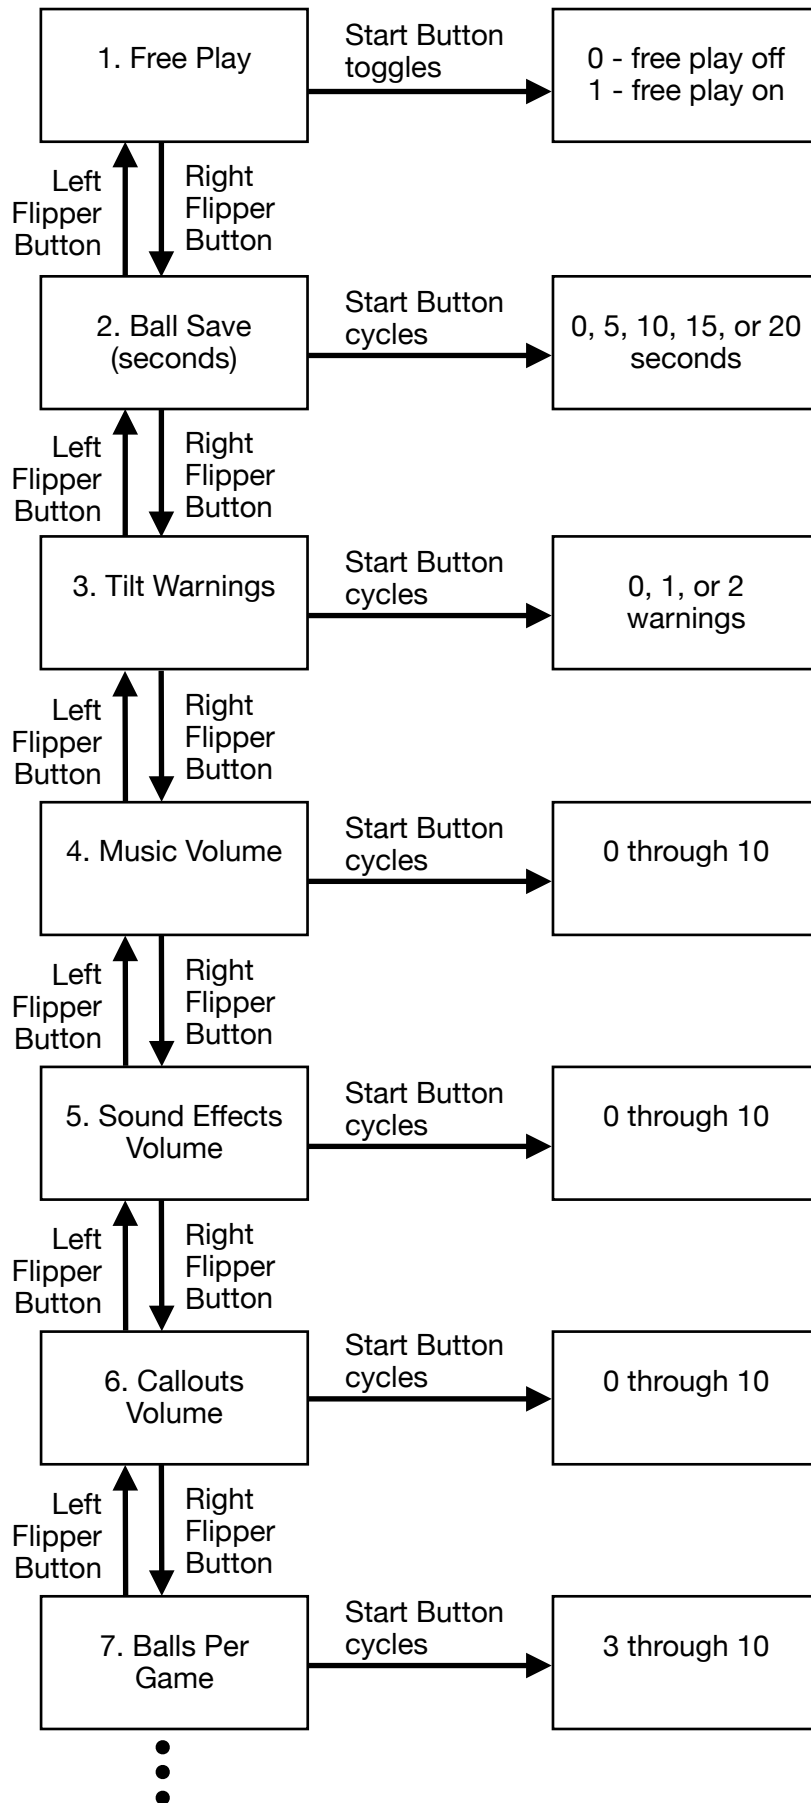 1. Free Play
Start Button
toggles
0 - free play off
1 - free play on
Left
Flipper
Button
Right
Flipper
Button
2. Ball Save
(seconds)
Start Button
cycles
0, 5, 10, 15, or 20
seconds
Left
Flipper
Button
Right
Flipper
Button
3. Tilt Warnings
Start Button
cycles
0, 1, or 2
warnings
Left
Flipper
Button
Right
Flipper
Button
4. Music Volume
Start Button
cycles
0 through 10
Left
Flipper
Button
Right
Flipper
Button
5. Sound Effects
Volume
Start Button
cycles
0 through 10
Left
Flipper
Button
Right
Flipper
Button
6. Callouts
Volume
Start Button
cycles
0 through 10
Left
Flipper
Button
Right
Flipper
Button
7. Balls Per
Game
Start Button
cycles
3 through 10